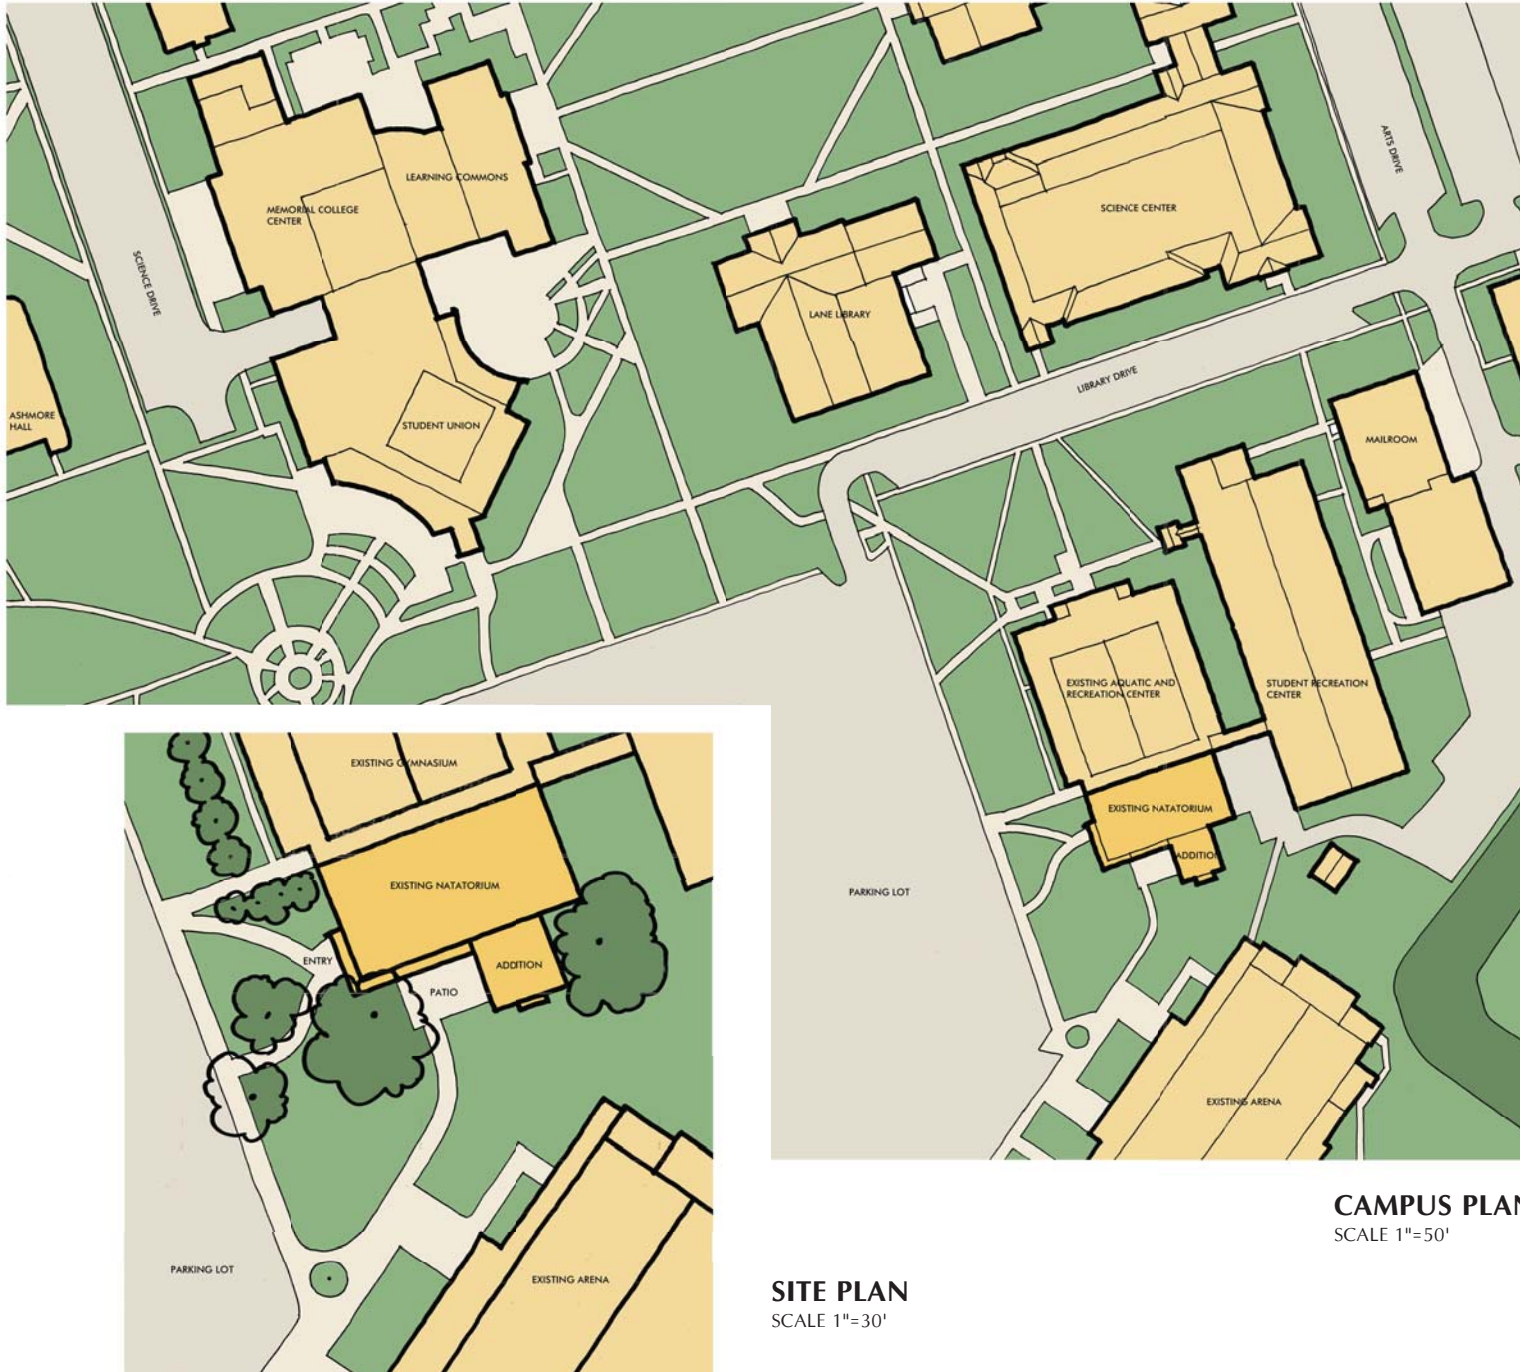 MEMORIAL COLLEGE
CENTER
LEARNING COMMONS
SCIENCE DRIVE
ASHMORE
HALL
STUDENT UNION
LANE LIBRARY
SCIENCE CENTER
ARTS DRIVE
LIBRARY DRIVE
MAILROOM
EXISTING AQUATIC AND
RECREATION CENTER
STUDENT RECREATION
CENTER
EXISTING NATATORIUM
ADDITION
PARKING LOT
EXISTING ARENA
CAMPUS PLAN
SCALE 1"=50'
EXISTING GYMNASIUM
EXISTING NATATORIUM
ENTRY
ADDITION
PATIO
PARKING LOT
EXISTING ARENA
SITE PLAN
SCALE 1"=30'